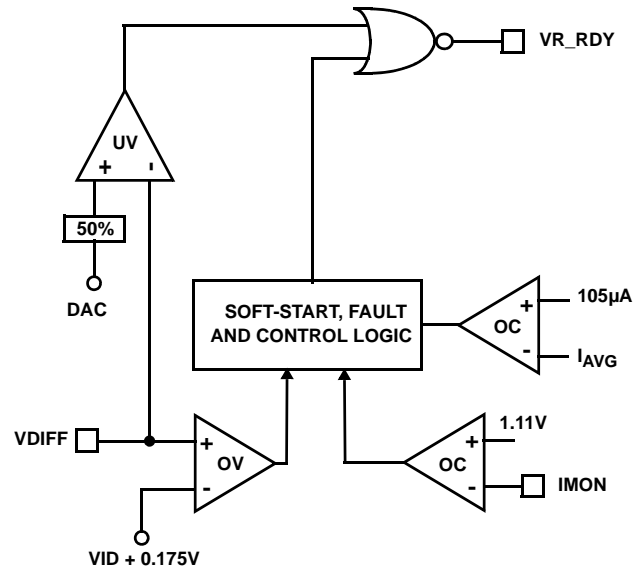 VR_RDY
UV
+ -
50%
DAC
SOFT-START, FAULT
AND CONTROL LOGIC
+ 105µA
OC
- IAVG
VDIFF
+
OV
-
VID + 0.175V
1.11V
+
OC
- IMON